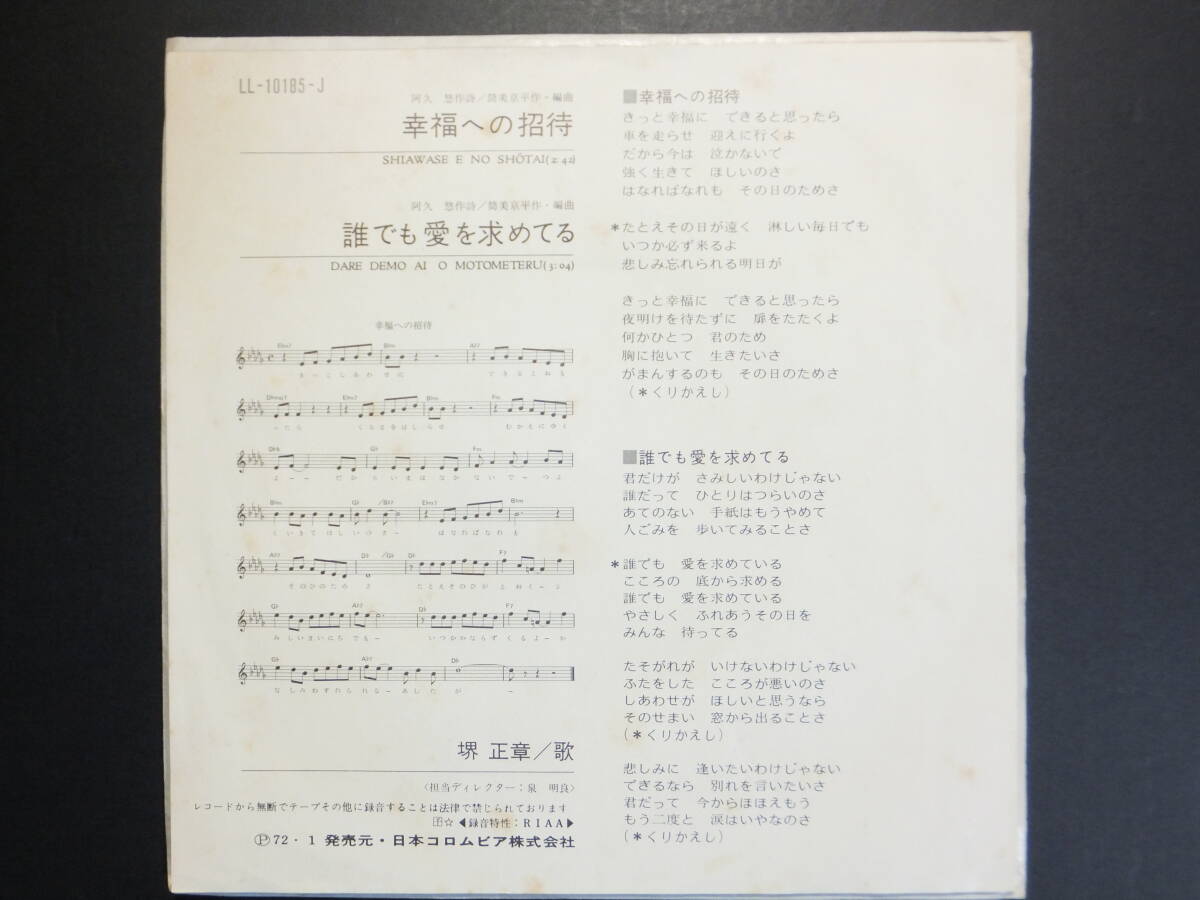 LL-10185-J
阿久 悠作詩／筒美京平作・編曲
幸福への招待
SHIAWASE E NO SHŌTAI(2:42)
阿久 悠作詩／筒美京平作・編曲
誰でも愛を求めてる
DARE DEMO AI O MOTOMETERU(3:04)
幸福への招待
堺 正章／歌
〈担当ディレクター：泉 明良〉
レコードから無断でテープその他に録音することは法律で禁じられております
☆ ◀録音特性：RIAA▶
Ⓟ72・1 発売元・日本コロムビア株式会社
■幸福への招待
きっと幸福に できると思ったら
車を走らせ 迎えに行くよ
だから今は 泣かないで
強く生きて ほしいのさ
はなればなれも その日のためさ
＊たとえその日が遠く 淋しい毎日でも
いつか必ず来るよ
悲しみ忘れられる明日が
きっと幸福に できると思ったら
夜明けを待たずに 扉をたたくよ
何かひとつ 君のため
胸に抱いて 生きたいさ
がまんするのも その日のためさ
(＊くりかえし)
■誰でも愛を求めてる
君だけが さみしいわけじゃない
誰だって ひとりはつらいのさ
あてのない 手紙はもうやめて
人ごみを 歩いてみることさ
＊誰でも 愛を求めている
こころの 底から求める
誰でも 愛を求めている
やさしく ふれあうその日を
みんな 待ってる
たそがれが いけないわけじゃない
ふたをした こころが悪いのさ
しあわせが ほしいと思うなら
そのせまい 窓から出ることさ
(＊くりかえし)
悲しみに 逢いたいわけじゃない
できるなら 別れを言いたいさ
君だって 今からほほえもう
もう二度と 涙はいやなのさ
(＊くりかえし)